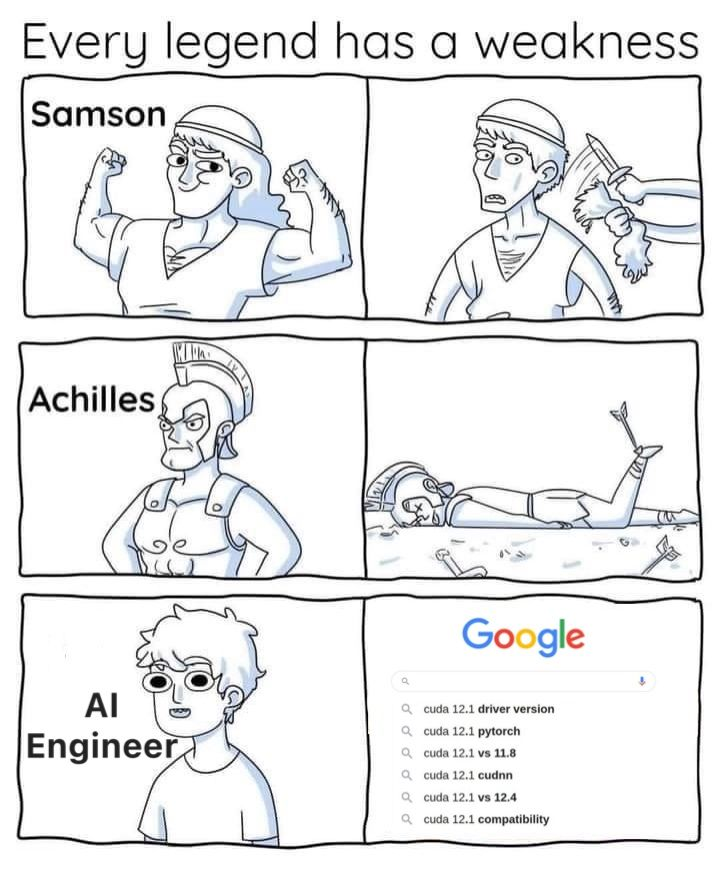 Every legend has a weakness
Samson
Achilles
AI
Engineer
Google
cuda 12.1 driver version
cuda 12.1 pytorch
cuda 12.1 vs 11.8
cuda 12.1 cudnn
cuda 12.1 vs 12.4
cuda 12.1 compatibility